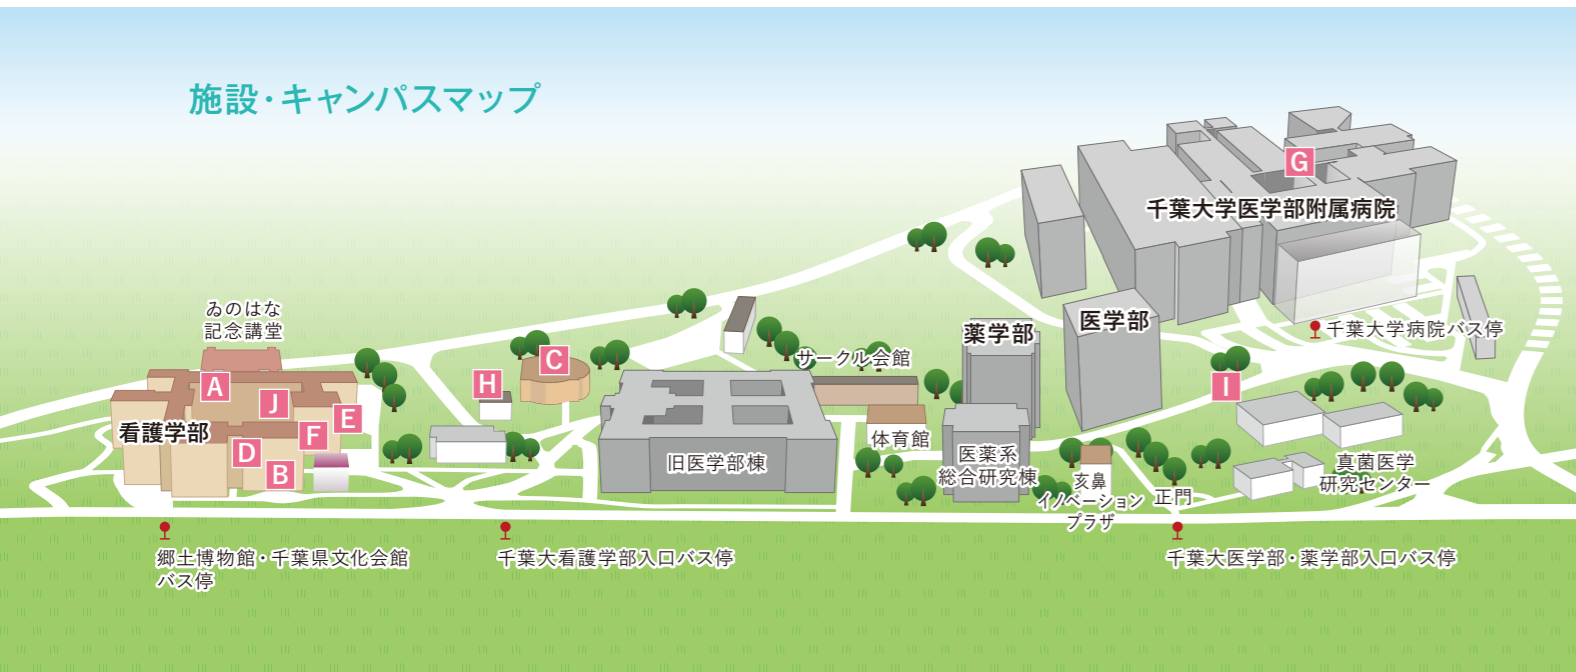 施設・キャンパスマップ
G
千葉大学医学部附属病院
ゐのはな
記念講堂
千葉大学病院バス停
医学部
薬学部
サークル会館
C
H
I
A
J
E
F
看護学部
D
B
旧医学部棟
体育館
医薬系
総合研究棟
亥鼻
イノベーション
プラザ
正門
真菌医学
研究センター
郷土博物館・千葉県文化会館
バス停
千葉大看護学部入口バス停
千葉大医学部・薬学部入口バス停